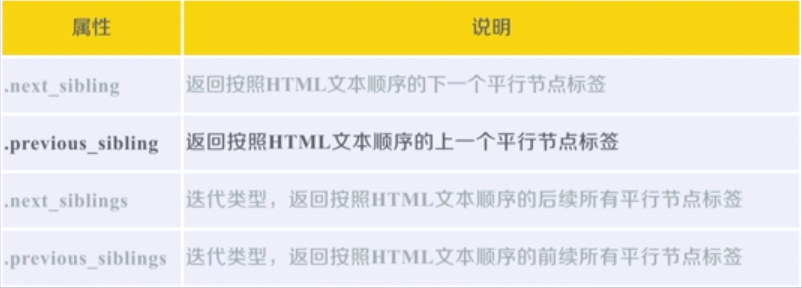 属性 说明
.next_sibling 返回按照HTML文本顺序的下一个平行节点标签
.previous_sibling 返回按照HTML文本顺序的上一个平行节点标签
.next_siblings 迭代类型，返回按照HTML文本顺序的后续所有平行节点标签
.previous_siblings 迭代类型，返回按照HTML文本顺序的前续所有平行节点标签